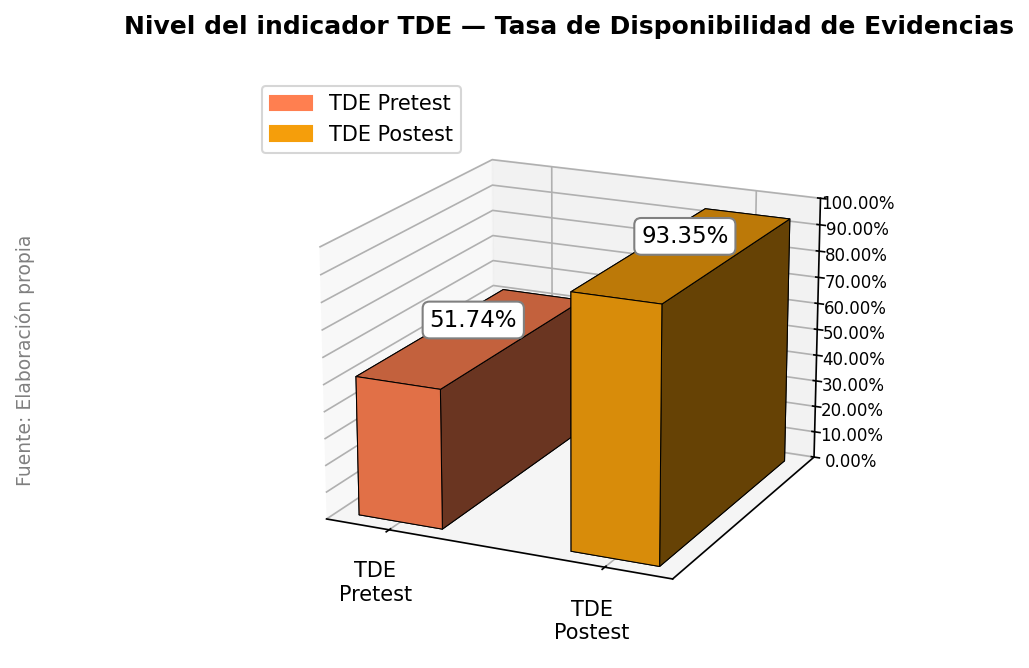 Nivel del indicador TDE — Tasa de Disponibilidad de Evidencias
TDE Pretest
TDE Postest
100.00%
90.00%
80.00%
70.00%
60.00%
50.00%
40.00%
30.00%
20.00%
10.00%
0.00%
93.35%
51.74%
TDE
Pretest
TDE
Postest
Fuente: Elaboración propia